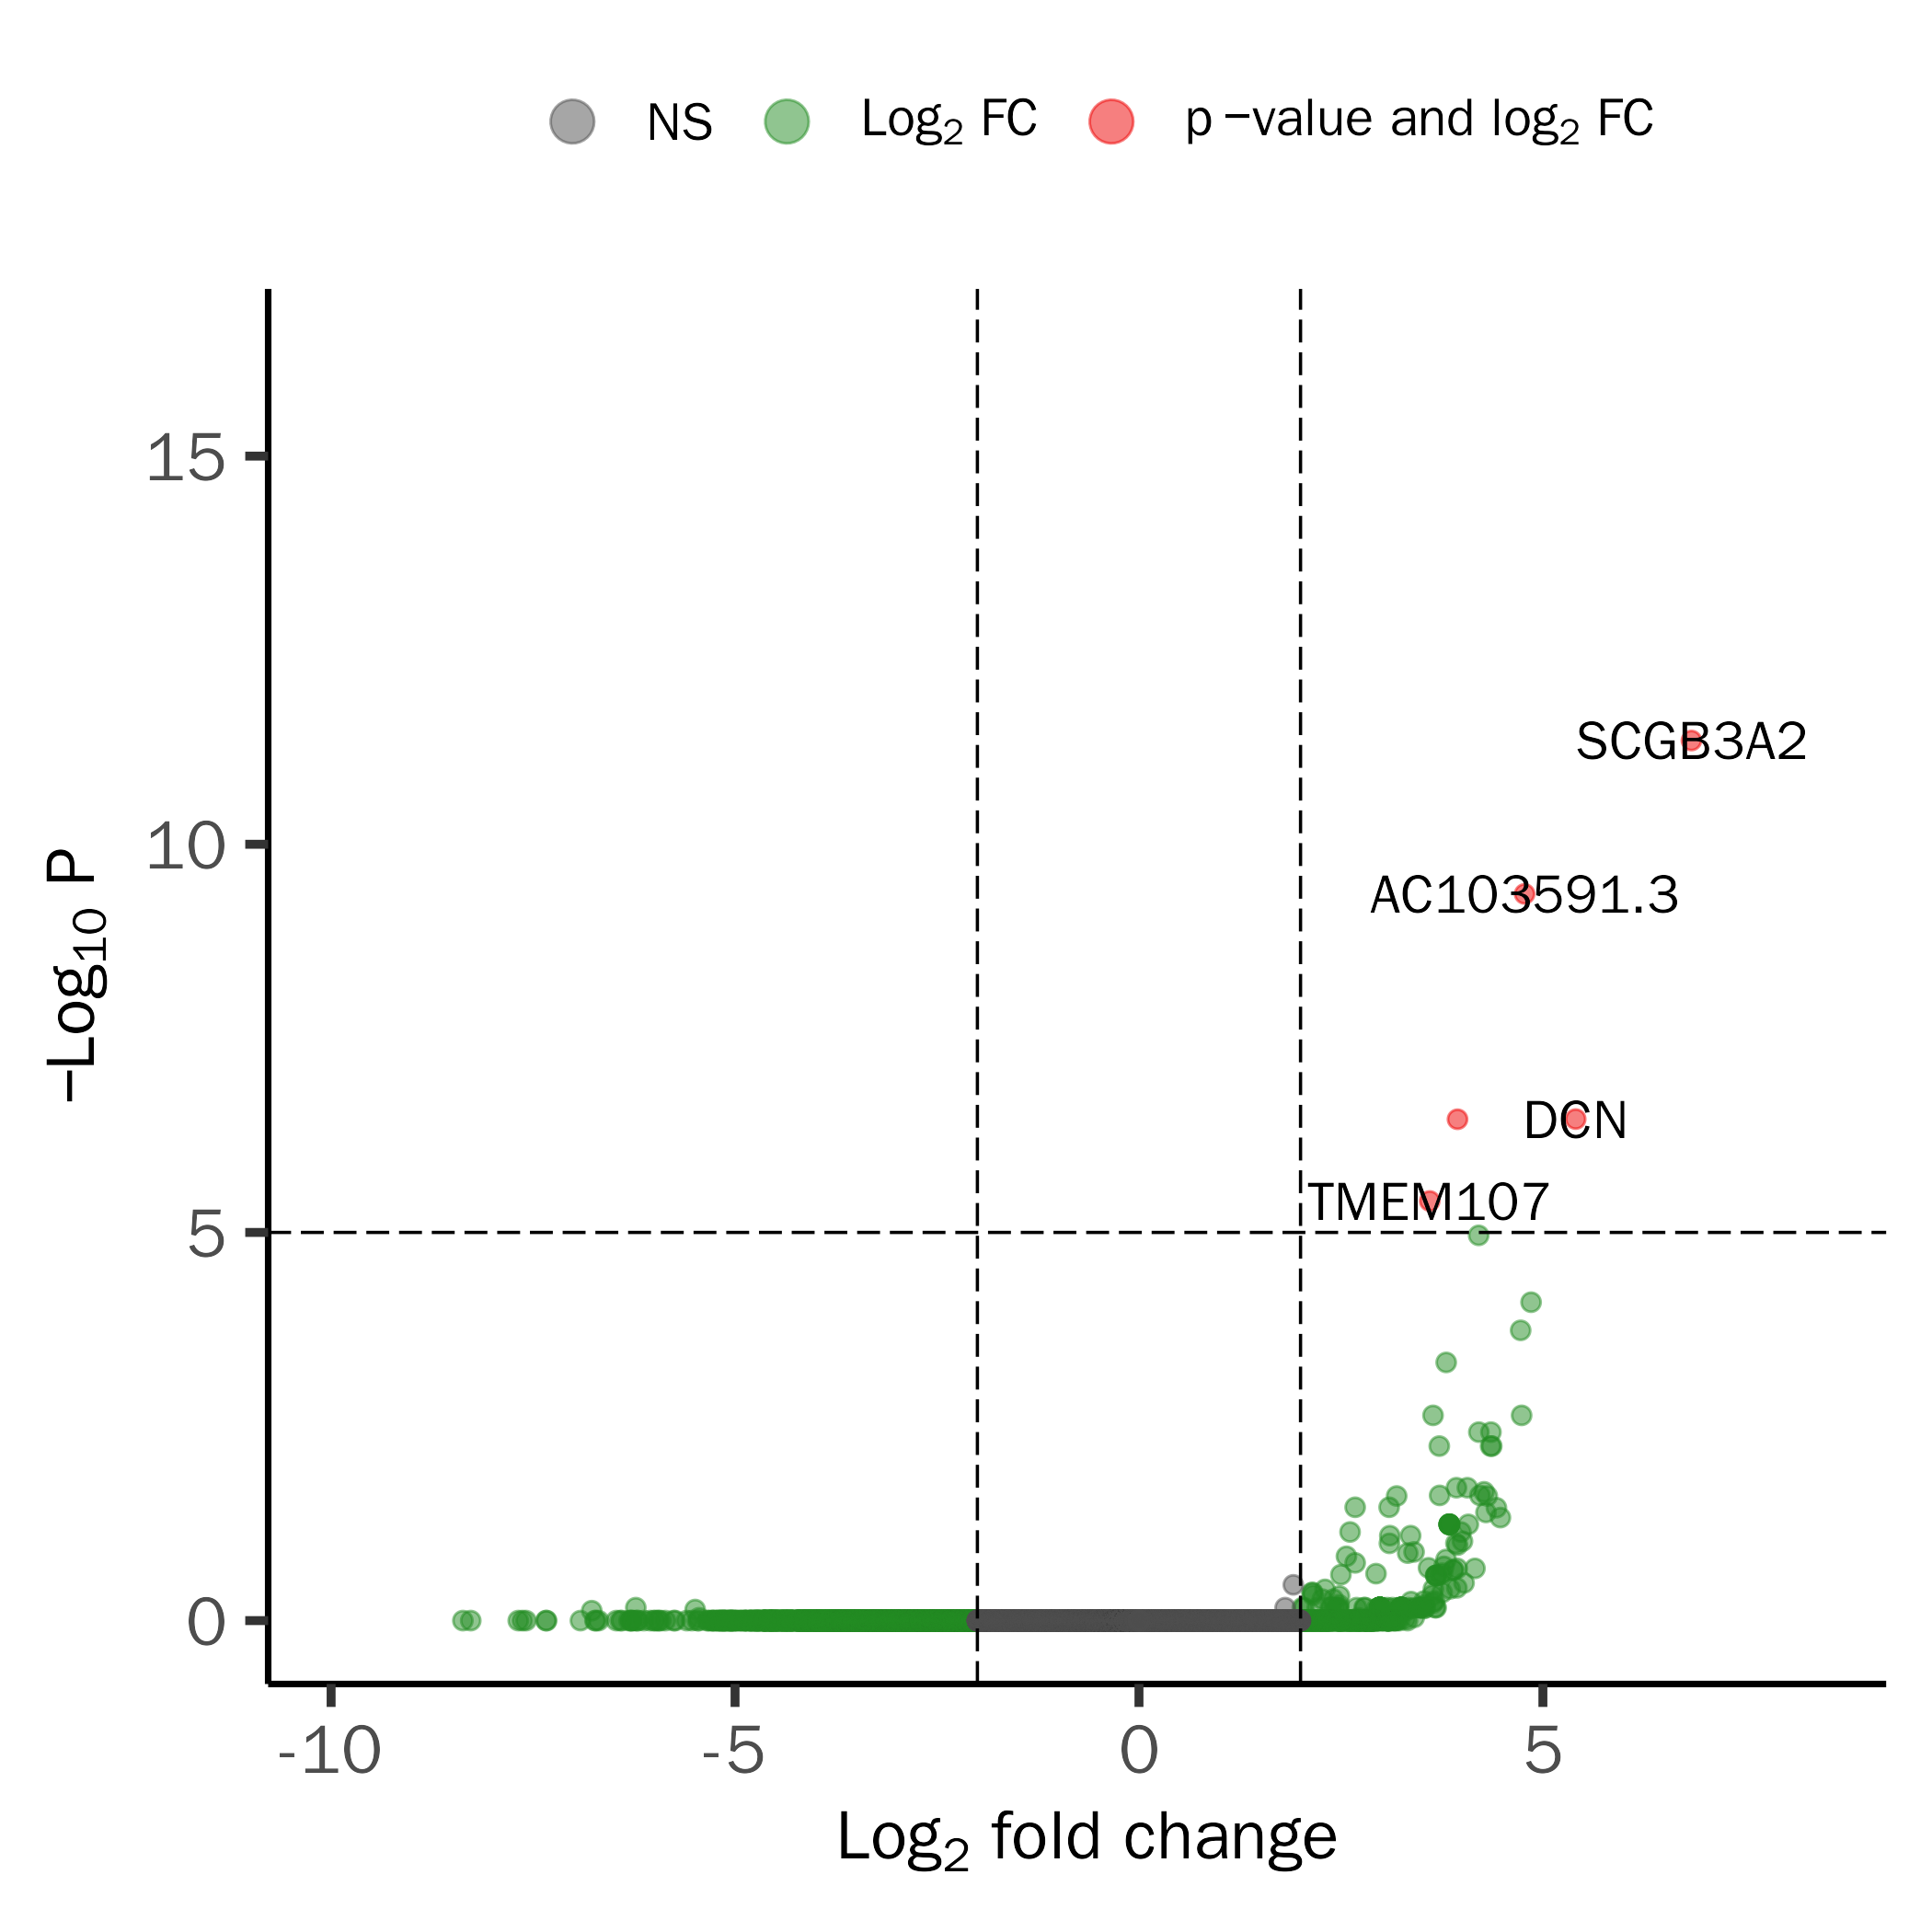 NS Log2 FC p −value and log2 FC
15
SCGB3A2
10
AC103591.3
−Log10 P
DCN
TMEM107
5
0
-10 -5 0 5
Log2 fold change